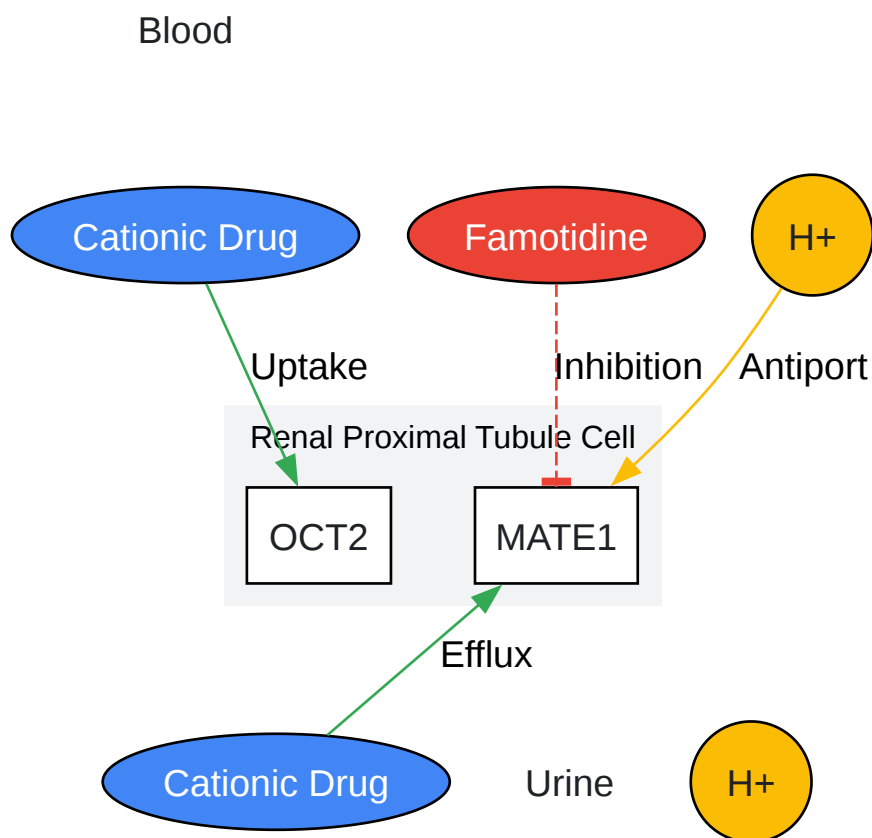 Blood
Cationic Drug
Famotidine
H+
Uptake
Inhibition
Antiport
Renal Proximal Tubule Cell
OCT2
MATE1
Efflux
Cationic Drug
Urine
H+